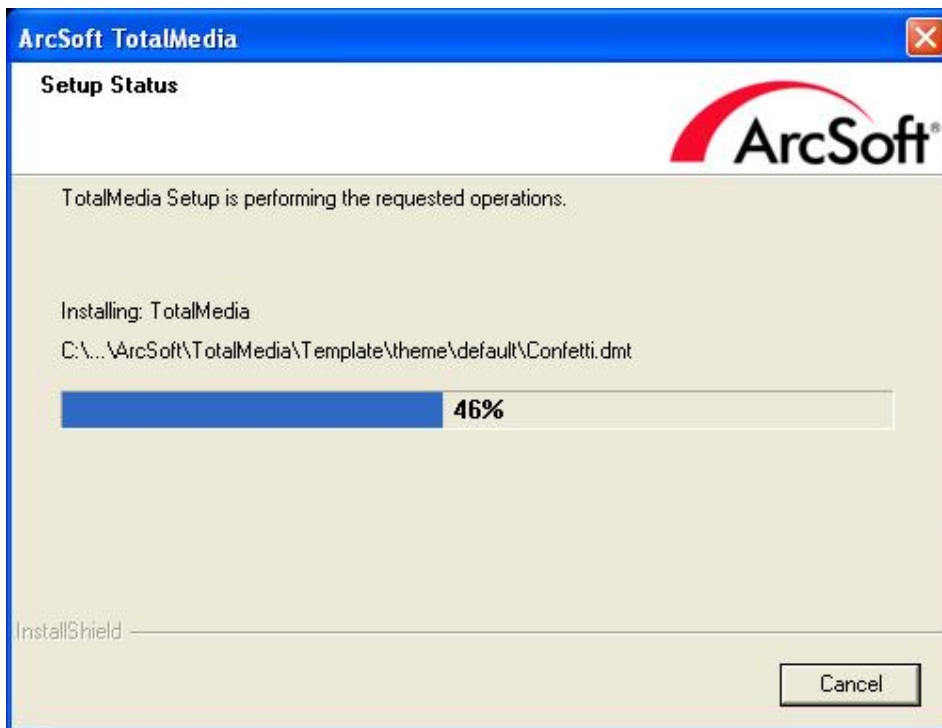 ArcSoft TotalMedia
Setup Status
ArcSoft®
TotalMedia Setup is performing the requested operations.
Installing: TotalMedia
C:\...\ArcSoft\TotalMedia\Template\theme\default\Confetti.dmt
46%
InstallShield
Cancel